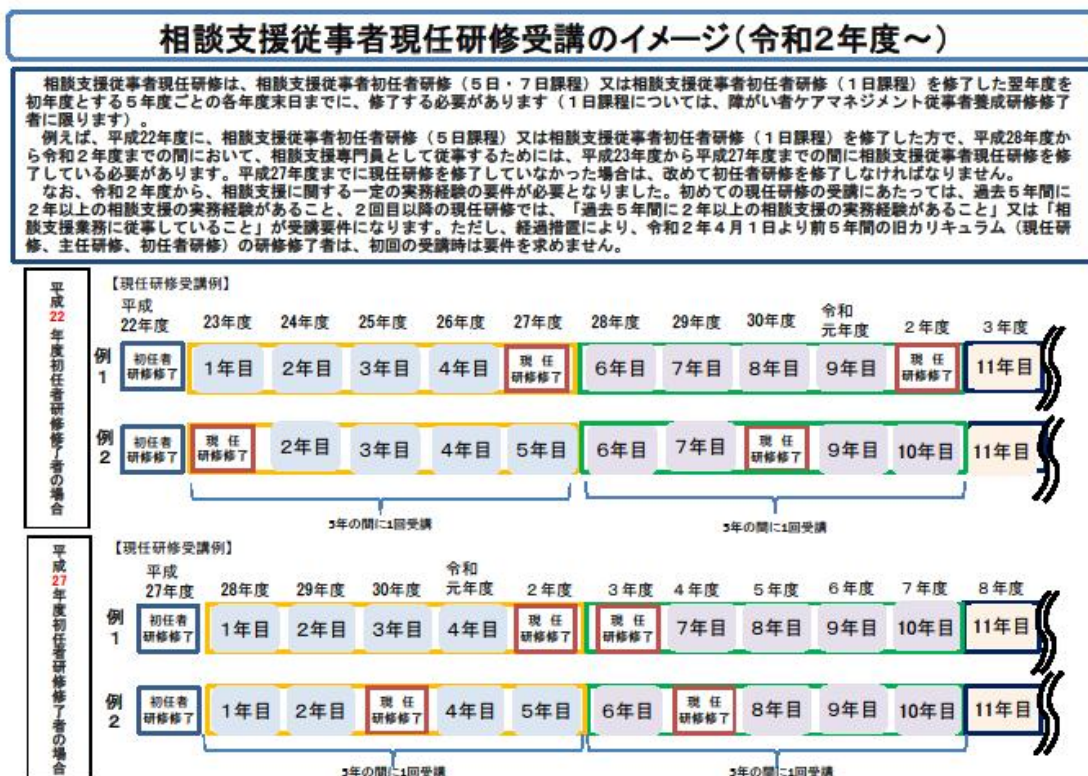 相談支援従事者現任研修受講のイメージ(令和2年度～)
相談支援従事者現任研修は、相談支援従事者初任者研修（5日・7日課程）又は相談支援従事者初任者研修（1日課程）を修了した翌年度を
初年度とする5年度ごとの各年度末日までに、修了する必要があります（1日課程については、障がい者ケアマネジメント従事者養成研修修了
者に限ります）。
例えば、平成22年度に、相談支援従事者初任者研修（5日課程）又は相談支援従事者初任者研修（1日課程）を修了した方で、平成28年度か
ら令和2年度までの間において、相談支援専門員として従事するためには、平成23年度から平成27年度までの間に相談支援従事者現任研修を修
了している必要があります。平成27年度までに現任研修を修了していなかった場合は、改めて初任者研修を修了しなければなりません。
なお、令和2年度から、相談支援に関する一定の実務経験の要件が必要となりました。初めての現任研修の受講にあたっては、過去5年間に
2年以上の相談支援の実務経験があること、2回目以降の現任研修では、「過去5年間に2年以上の相談支援の実務経験があること」又は「相
談支援業務に従事していること」が受講要件になります。ただし、経過措置により、令和2年4月1日より前5年間の旧カリキュラム（現任研
修、主任研修、初任者研修）の研修修了者は、初回の受講時は要件を求めません。
平成22年度初任者研修修了者の場合
【現任研修受講例】
平成
22年度 23年度 24年度 25年度 26年度 27年度 28年度 29年度 30年度 令和
元年度 2年度 3年度
例1 初任者
研修修了 1年目 2年目 3年目 4年目 現任
研修修了 6年目 7年目 8年目 9年目 現任
研修修了 11年目
例2 初任者
研修修了 現任
研修修了 2年目 3年目 4年目 5年目 6年目 7年目 現任
研修修了 9年目 10年目 11年目
5年の間に1回受講 5年の間に1回受講
平成27年度初任者研修修了者の場合
【現任研修受講例】
平成
27年度 28年度 29年度 30年度 令和
元年度 2年度 3年度 4年度 5年度 6年度 7年度 8年度
例1 初任者
研修修了 1年目 2年目 3年目 4年目 現任
研修修了 現任
研修修了 7年目 8年目 9年目 10年目 11年目
例2 初任者
研修修了 1年目 2年目 現任
研修修了 4年目 5年目 6年目 現任
研修修了 8年目 9年目 10年目 11年目
5年の間に1回受講 5年の間に1回受講